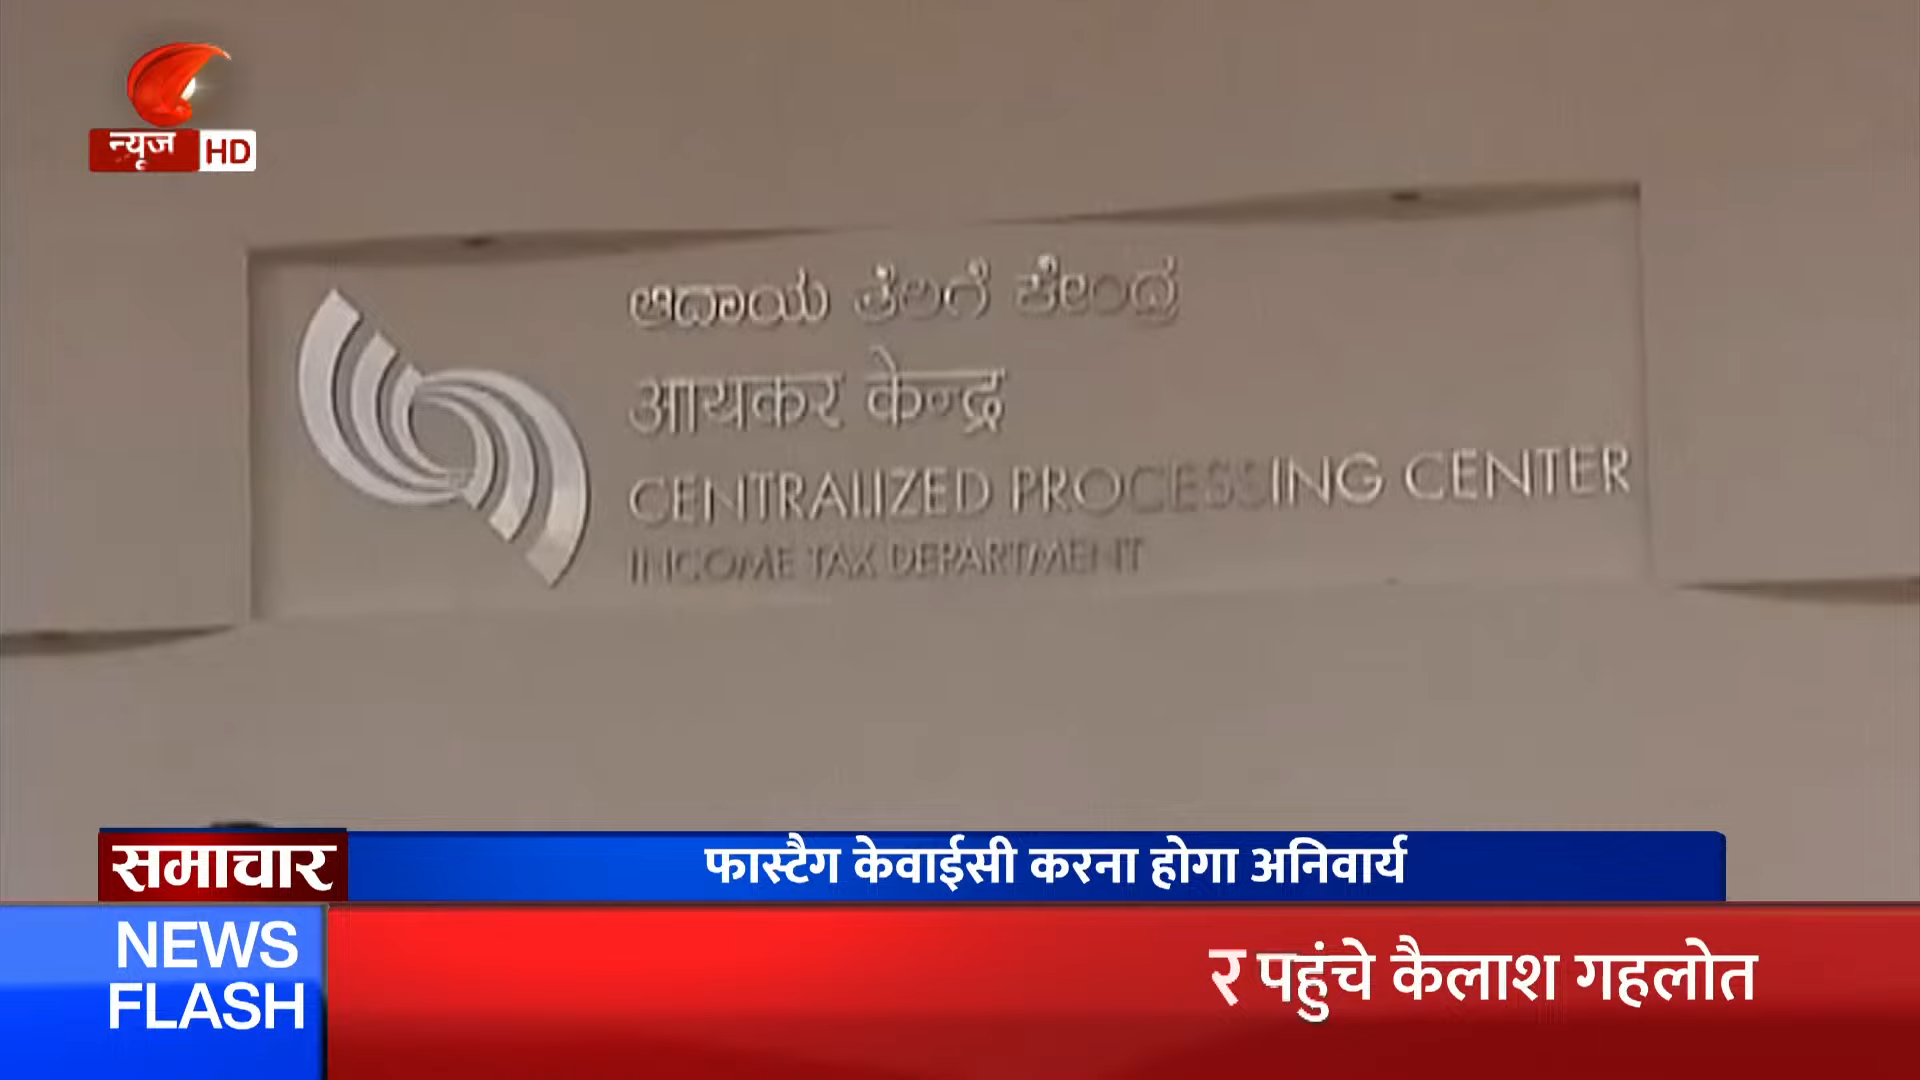 न्यूज HD
ಆದಾಯ ತೆರಿಗೆ ಕೇಂದ್ರ
आयकर केन्द्र
CENTRALIZED PROCESSING CENTER
INCOME TAX DEPARTMENT
समाचार फास्टैग केवाईसी करना होगा अनिवार्य
NEWS
FLASH
र पहुंचे कैलाश गहलोत